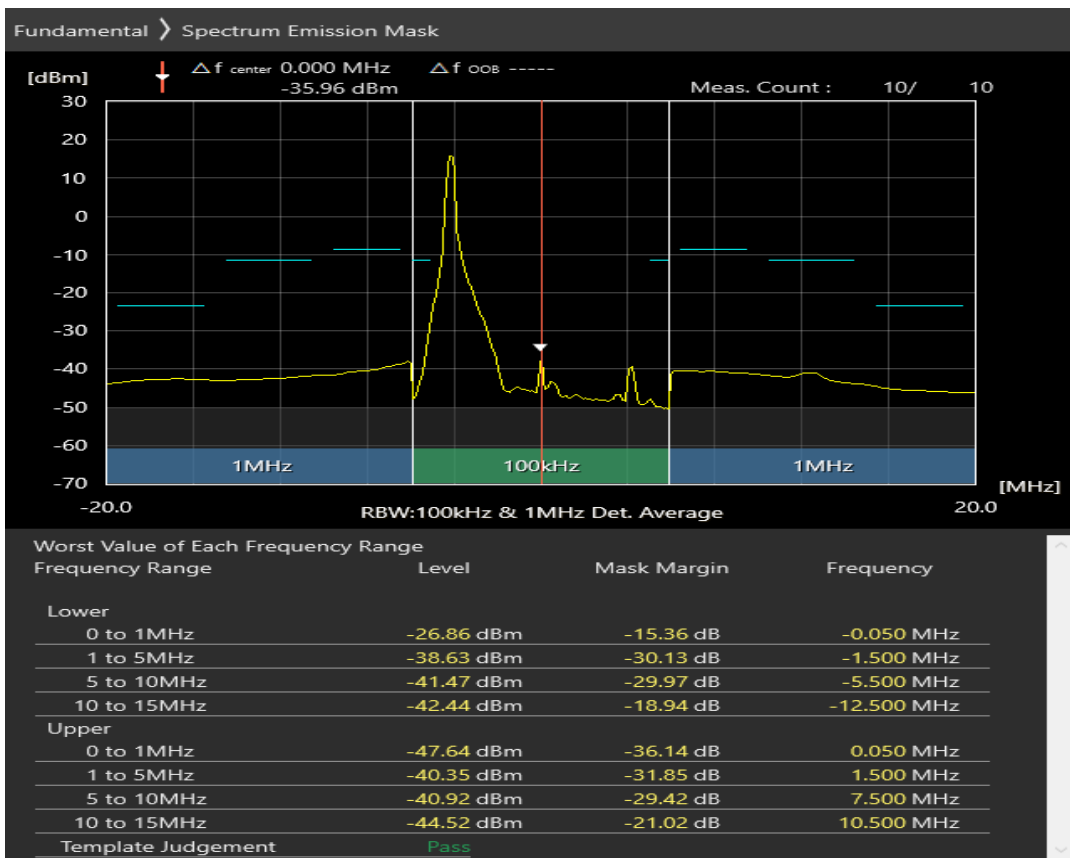 Fundamental 〉 Spectrum Emission Mask
[dBm] △f center 0.000 MHz △f OOB -----
-35.96 dBm Meas. Count : 10/ 10
30
20
10
0
-10
-20
-30
-40
-50
-60
1MHz 100kHz 1MHz
-70
[MHz]
-20.0 RBW:100kHz & 1MHz Det. Average 20.0
Worst Value of Each Frequency Range
Frequency Range Level Mask Margin Frequency
Lower
0 to 1MHz -26.86 dBm -15.36 dB -0.050 MHz
1 to 5MHz -38.63 dBm -30.13 dB -1.500 MHz
5 to 10MHz -41.47 dBm -29.97 dB -5.500 MHz
10 to 15MHz -42.44 dBm -18.94 dB -12.500 MHz
Upper
0 to 1MHz -47.64 dBm -36.14 dB 0.050 MHz
1 to 5MHz -40.35 dBm -31.85 dB 1.500 MHz
5 to 10MHz -40.92 dBm -29.42 dB 7.500 MHz
10 to 15MHz -44.52 dBm -21.02 dB 10.500 MHz
Template Judgement Pass